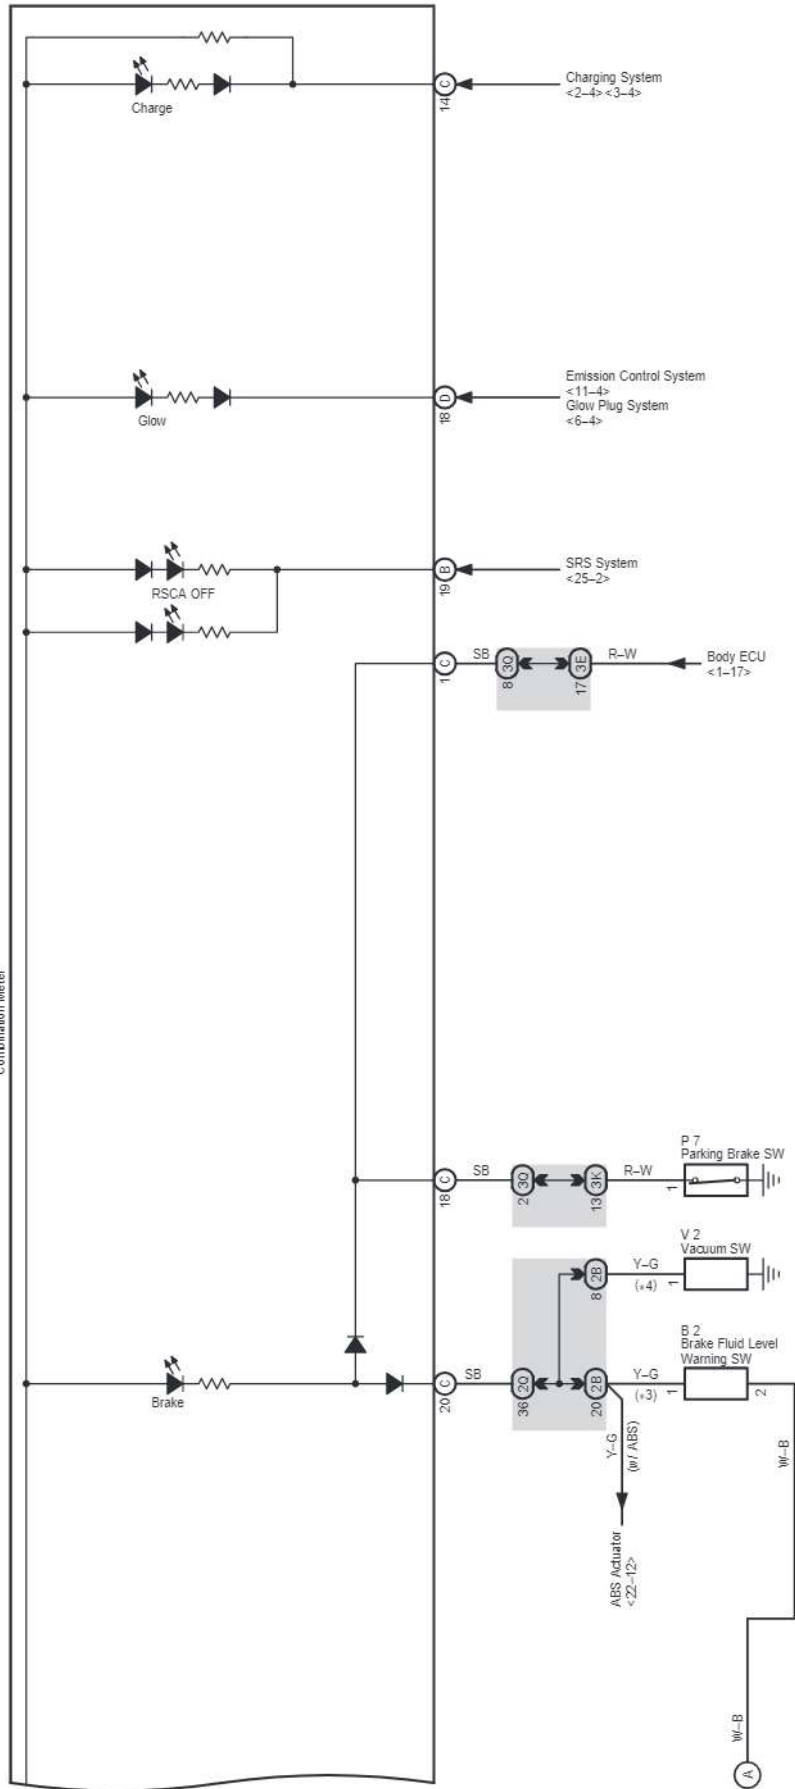 Charging System
<2–4> <3–4>
14 C
Charge
Emission Control System
<11–4>
Glow Plug System
<6–4>
18 D
Glow
SRS System
<25–2>
19 B
RSCA OFF
1 C
SB
8 3Q
17 3E
R–W
Body ECU
<1–17>
Combination Meter
P 7
Parking Brake SW
18 C
SB
2 3Q
13 3K
R–W
1
V 2
Vacuum SW
8 2B
Y–G
(*4)
1
B 2
Brake Fluid Level
Warning SW
Brake
20 C
SB
36 2Q
20 2B
Y–G
(*3)
1
2
Y–G
(w/ ABS)
W–B
ABS Actuator
<22–12>
W–B
A